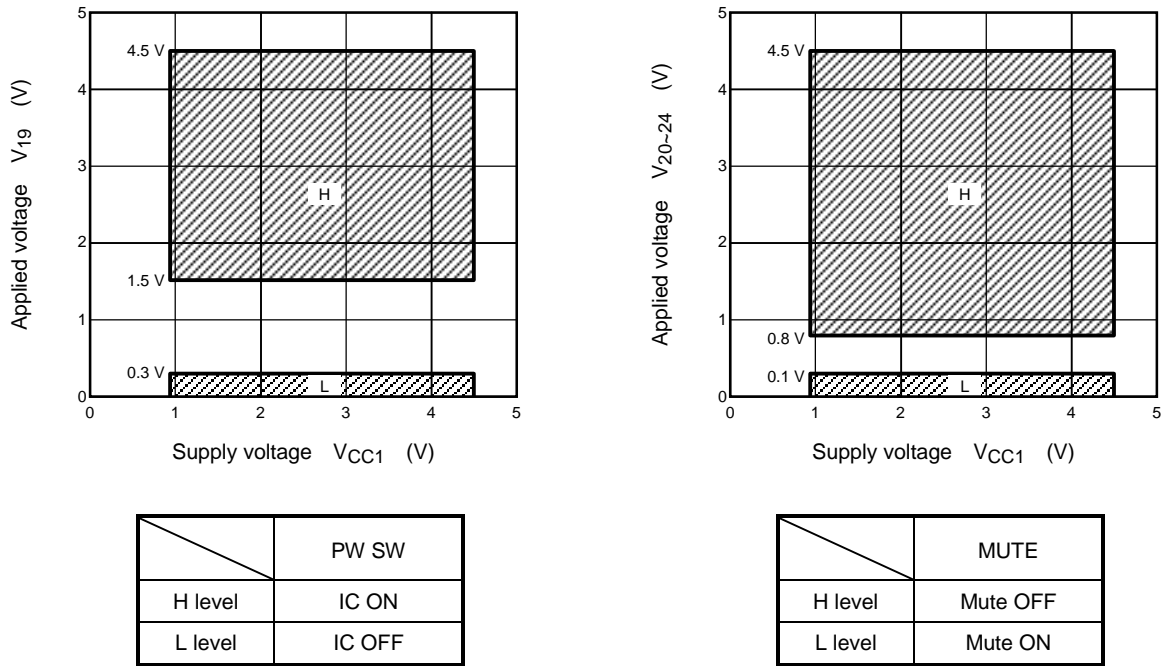 5
4.5 V
4
3
H
2
1.5 V
1
0.3 V
L
0
0 1 2 3 4 5
Applied voltage V19 (V)
Supply voltage VCC1 (V)
5
4.5 V
4
3
H
2
1
0.8 V
0.1 V
L
0
0 1 2 3 4 5
Applied voltage V20~24 (V)
Supply voltage VCC1 (V)
PW SW
H level IC ON
L level IC OFF
MUTE
H level Mute OFF
L level Mute ON